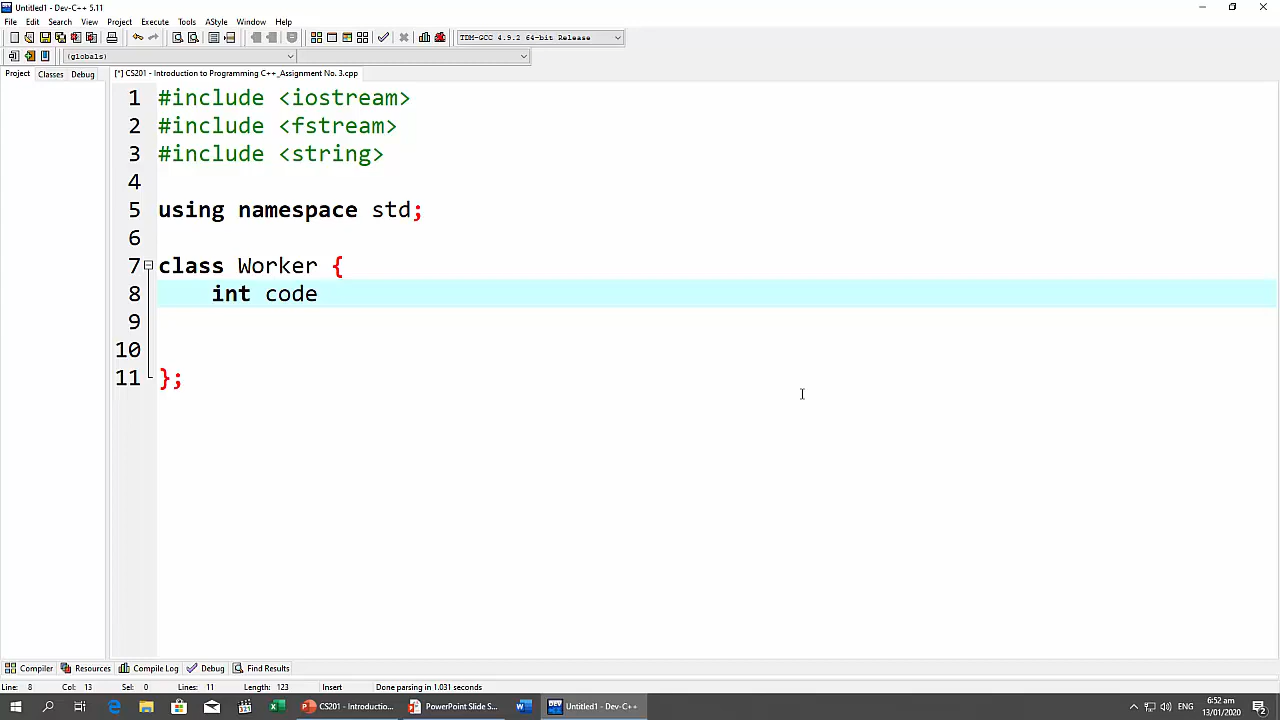 Untitled1 - Dev-C++ 5.11
File Edit Search View Project Execute Tools AStyle Window Help
TDM-GCC 4.9.2 64-bit Release
(globals)
Project Classes Debug [*] CS201 - Introduction to Programming C++_Assignment No. 3.cpp
1 #include <iostream>
2 #include <fstream>
3 #include <string>
4
5 using namespace std;
6
7 class Worker {
8 int code
9
10
11 };
Compiler Resources Compile Log Debug Find Results
Line: 8 Col: 13 Sel: 0 Lines: 11 Length: 123 Insert Done parsing in 1.031 seconds
CS201 - Introductio... PowerPoint Slide S... Untitled1 - Dev-C++ ENG 6:52 am
13/01/2020